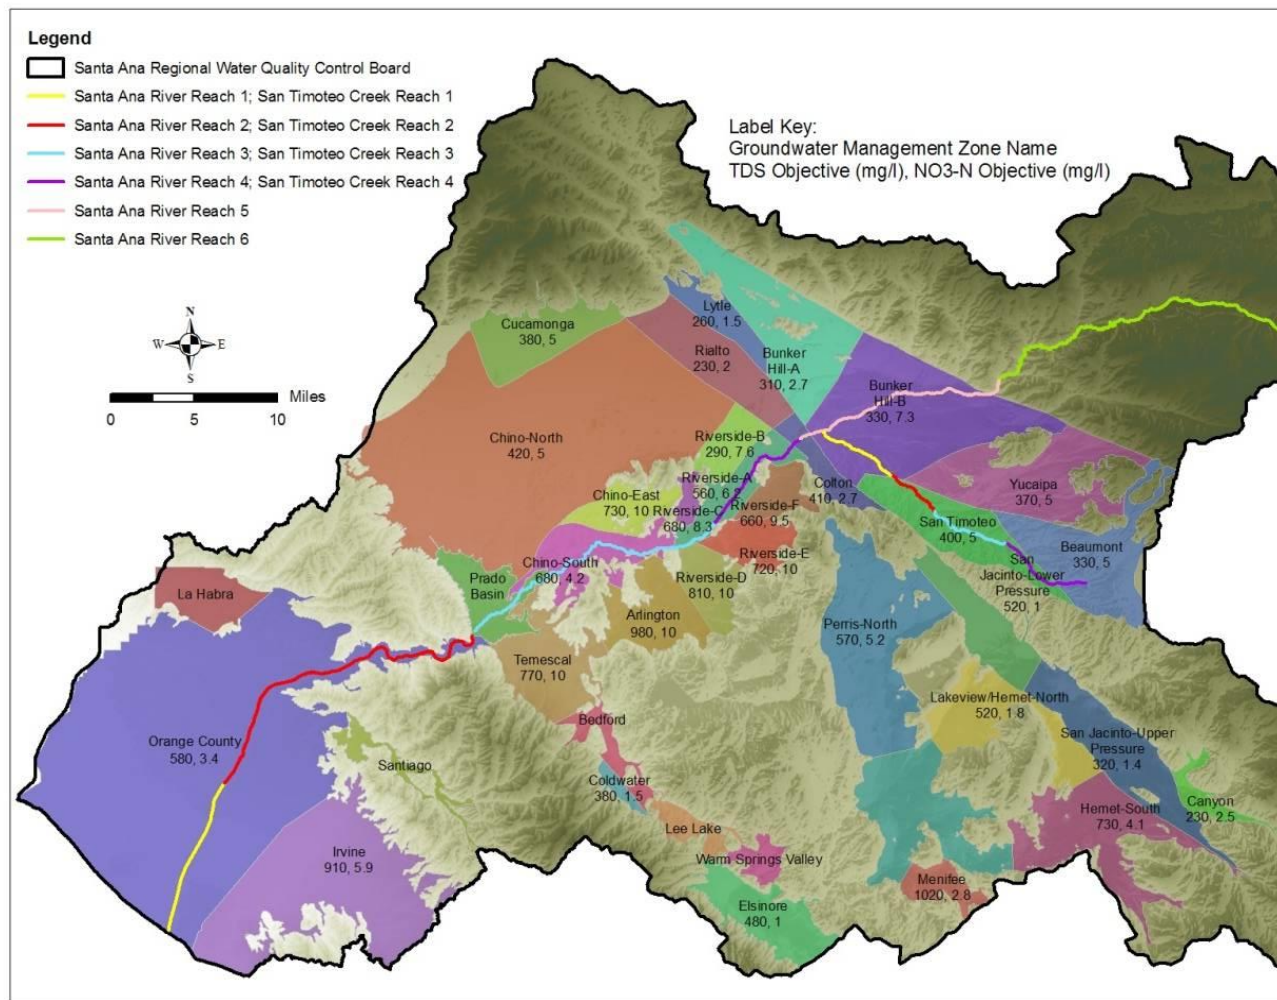 Legend
Santa Ana Regional Water Quality Control Board
Santa Ana River Reach 1; San Timoteo Creek Reach 1
Santa Ana River Reach 2; San Timoteo Creek Reach 2
Santa Ana River Reach 3; San Timoteo Creek Reach 3
Santa Ana River Reach 4; San Timoteo Creek Reach 4
Santa Ana River Reach 5
Santa Ana River Reach 6
Label Key:
Groundwater Management Zone Name
TDS Objective (mg/l), NO3-N Objective (mg/l)
N
W
E
S
Miles
0
5
10
Cucamonga
380, 5
Lytle
260, 1.5
Rialto
230, 2
Bunker
Hill-A
310, 2.7
Bunker
Hill-B
330, 7.3
Chino-North
420, 5
Riverside-B
290, 7.6
Riverside-A
560, 6.2
Colton
410, 2.7
Yucaipa
370, 5
Chino-East
730, 10
Riverside-C
680, 8.3
Riverside-F
660, 9.5
San Timoteo
400, 5
Beaumont
330, 5
Riverside-E
720, 10
Chino-South
680, 4.2
San
Jacinto-Lower
Pressure
520, 1
Prado
Basin
Riverside-D
810, 10
La Habra
Arlington
980, 10
Perris-North
570, 5.2
Temescal
770, 10
Lakeview/Hemet-North
520, 1.8
Bedford
Orange County
580, 3.4
San Jacinto-Upper
Pressure
320, 1.4
Santiago
Coldwater
380, 1.5
Canyon
230, 2.5
Hemet-South
730, 4.1
Lee Lake
Irvine
910, 5.9
Warm Springs Valley
Menifee
1020, 2.8
Elsinore
480, 1